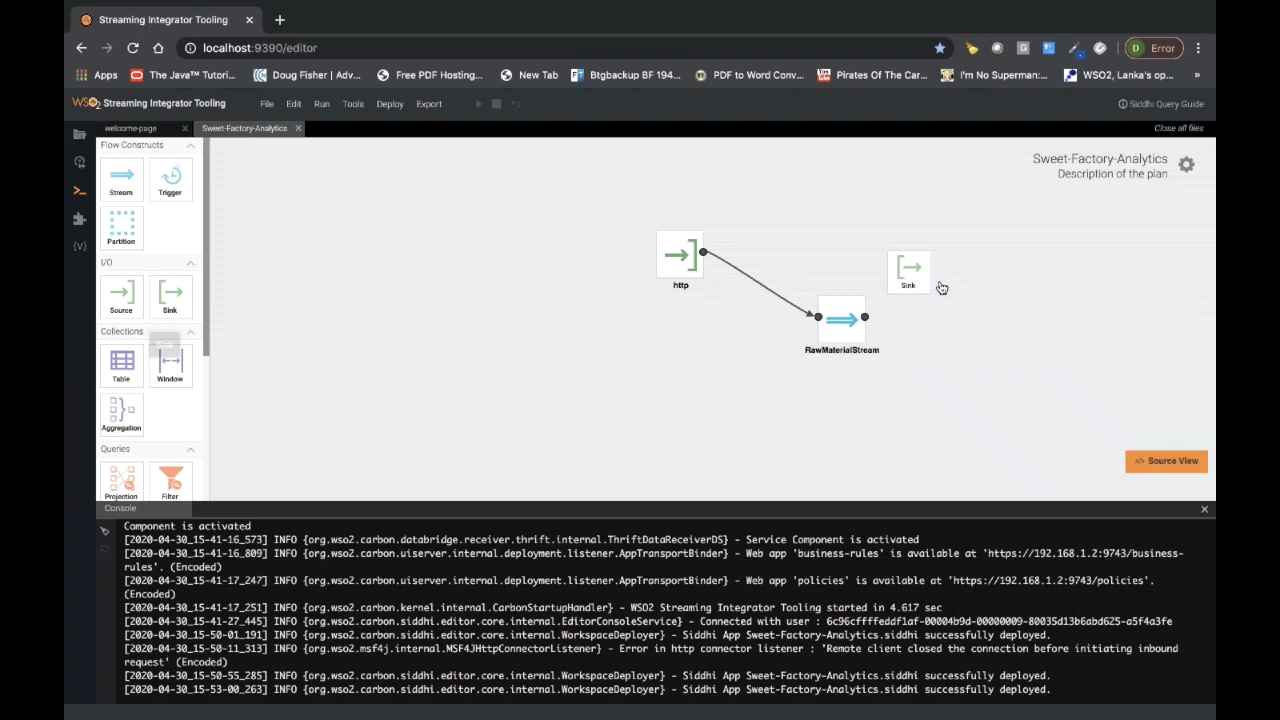 Streaming Integrator Tooling
localhost:9390/editor
D Error
Apps The Java™ Tutori... Doug Fisher | Adv... Free PDF Hosting... New Tab Btgbackup BF 194... PDF to Word Conv... Pirates Of The Car... I'm No Superman:... WSO2, Lanka's op... »
WSO2 Streaming Integrator Tooling File Edit Run Tools Deploy Export Siddhi Query Guide
welcome-page Sweet-Factory-Analytics Close all files
Flow Constructs
Stream Trigger
Partition
I/O
Source Sink
Collections
Table Window
Aggregation
Queries
Projection Filter
Sweet-Factory-Analytics
Description of the plan
http
Sink
RawMaterialStream
</> Source View
Console
Component is activated
[2020-04-30_15-41-16_573] INFO {org.wso2.carbon.databridge.receiver.thrift.internal.ThriftDataReceiverDS} - Service Component is activated
[2020-04-30_15-41-16_809] INFO {org.wso2.carbon.uiserver.internal.deployment.listener.AppTransportBinder} - Web app 'business-rules' is available at 'https://192.168.1.2:9743/business-
rules'. (Encoded)
[2020-04-30_15-41-17_247] INFO {org.wso2.carbon.uiserver.internal.deployment.listener.AppTransportBinder} - Web app 'policies' is available at 'https://192.168.1.2:9743/policies'.
(Encoded)
[2020-04-30_15-41-17_251] INFO {org.wso2.carbon.kernel.internal.CarbonStartupHandler} - WSO2 Streaming Integrator Tooling started in 4.617 sec
[2020-04-30_15-41-27_445] INFO {org.wso2.carbon.siddhi.editor.core.internal.EditorConsoleService} - Connected with user : 6c96cffffeddf1af-00004b9d-00000009-80035d13b6abd625-a5f4a3fe
[2020-04-30_15-50-01_191] INFO {org.wso2.carbon.siddhi.editor.core.internal.WorkspaceDeployer} - Siddhi App Sweet-Factory-Analytics.siddhi successfully deployed.
[2020-04-30_15-50-11_313] INFO {org.wso2.msf4j.internal.MSF4JHttpConnectorListener} - Error in http connector listener : 'Remote client closed the connection before initiating inbound
request' (Encoded)
[2020-04-30_15-50-55_285] INFO {org.wso2.carbon.siddhi.editor.core.internal.WorkspaceDeployer} - Siddhi App Sweet-Factory-Analytics.siddhi successfully deployed.
[2020-04-30_15-53-00_263] INFO {org.wso2.carbon.siddhi.editor.core.internal.WorkspaceDeployer} - Siddhi App Sweet-Factory-Analytics.siddhi successfully deployed.